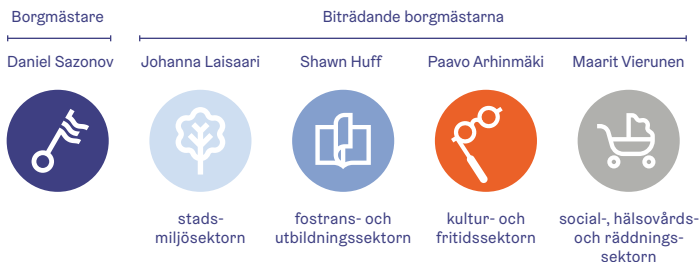 Borgmästare
Biträdande borgmästarna
Daniel Sazonov
Johanna Laisaari
Shawn Huff
Paavo Arhinmäki
Maarit Vierunen
stads-
miljösektorn
fostrans- och
utbildningssektorn
kultur- och
fritidssektorn
social-, hälsovårds-
och räddnings-
sektorn